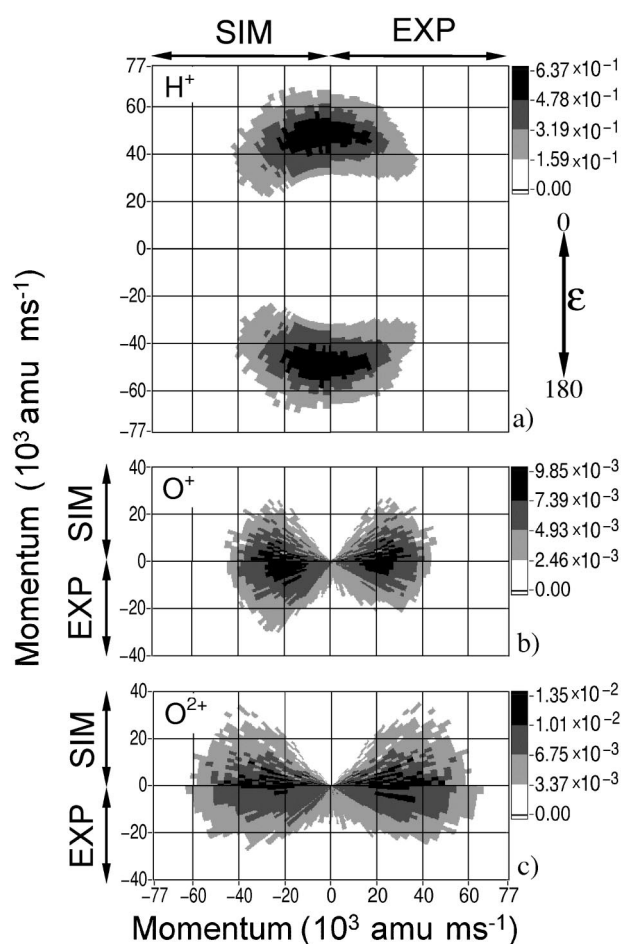 SIM EXP
77
H⁺
60
40
20
0
−20
−40
−60
−77
6.37 ×10⁻¹
4.78 ×10⁻¹
3.19 ×10⁻¹
1.59 ×10⁻¹
0.00
0
ε
180
a)
Momentum (10³ amu ms⁻¹)
SIM
EXP
40
O⁺
20
0
−20
−40
9.85 ×10⁻³
7.39 ×10⁻³
4.93 ×10⁻³
2.46 ×10⁻³
0.00
b)
SIM
EXP
40
O²⁺
20
0
−20
−40
1.35 ×10⁻²
1.01 ×10⁻²
6.75 ×10⁻³
3.37 ×10⁻³
0.00
c)
−77 −60 −40 −20 0 20 40 60 77
Momentum (10³ amu ms⁻¹)